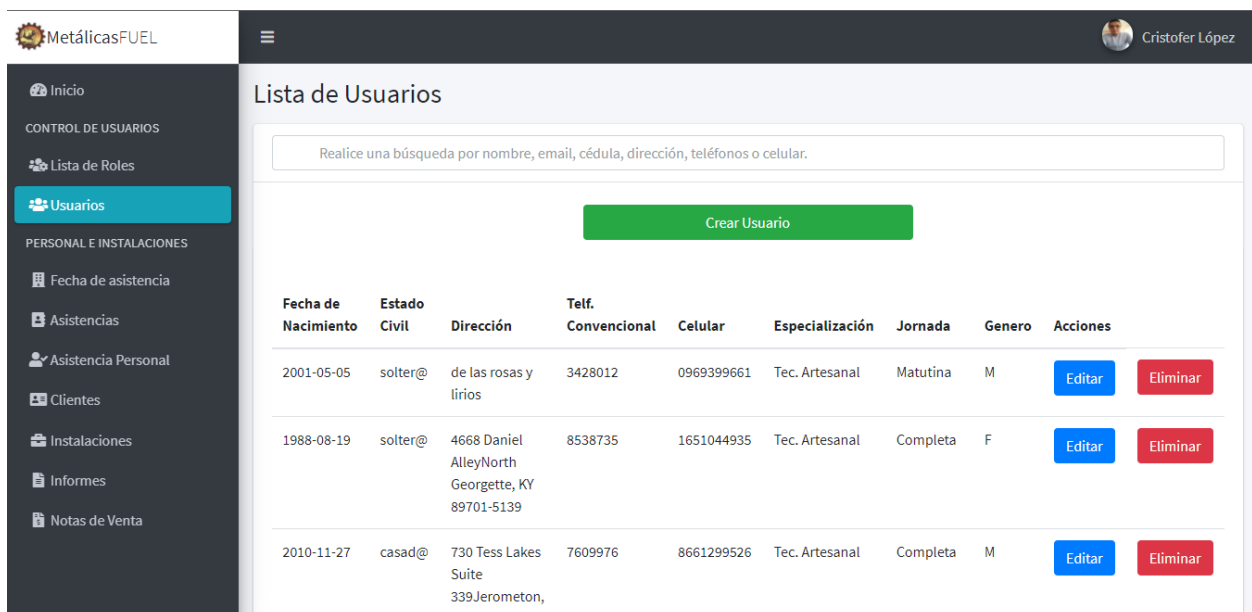 MetálicasFUEL
Cristofer López
Inicio
CONTROL DE USUARIOS
Lista de Roles
Usuarios
PERSONAL E INSTALACIONES
Fecha de asistencia
Asistencias
Asistencia Personal
Clientes
Instalaciones
Informes
Notas de Venta
Lista de Usuarios
Realice una búsqueda por nombre, email, cédula, dirección, teléfonos o celular.
Crear Usuario
Fecha de Estado Telf.
Nacimiento Civil Dirección Convencional Celular Especialización Jornada Genero Acciones
2001-05-05 solter@ de las rosas y 3428012 0969399661 Tec. Artesanal Matutina M Editar Eliminar
lirios
1988-08-19 solter@ 4668 Daniel 8538735 1651044935 Tec. Artesanal Completa F Editar Eliminar
AlleyNorth
Georgette, KY
89701-5139
2010-11-27 casad@ 730 Tess Lakes 7609976 8661299526 Tec. Artesanal Completa M Editar Eliminar
Suite
339Jerometon,